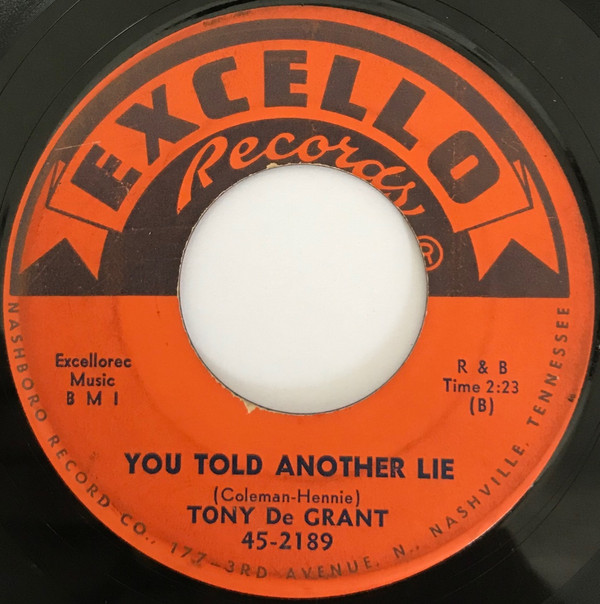 EXCELLO
Records
®
Excellorec
Music
B M I
R & B
Time 2:23
(B)
YOU TOLD ANOTHER LIE
(Coleman-Hennie)
TONY De GRANT
45-2189
NASHBORO RECORD CO., 177-3RD AVENUE, N., NASHVILLE, TENNESSEE